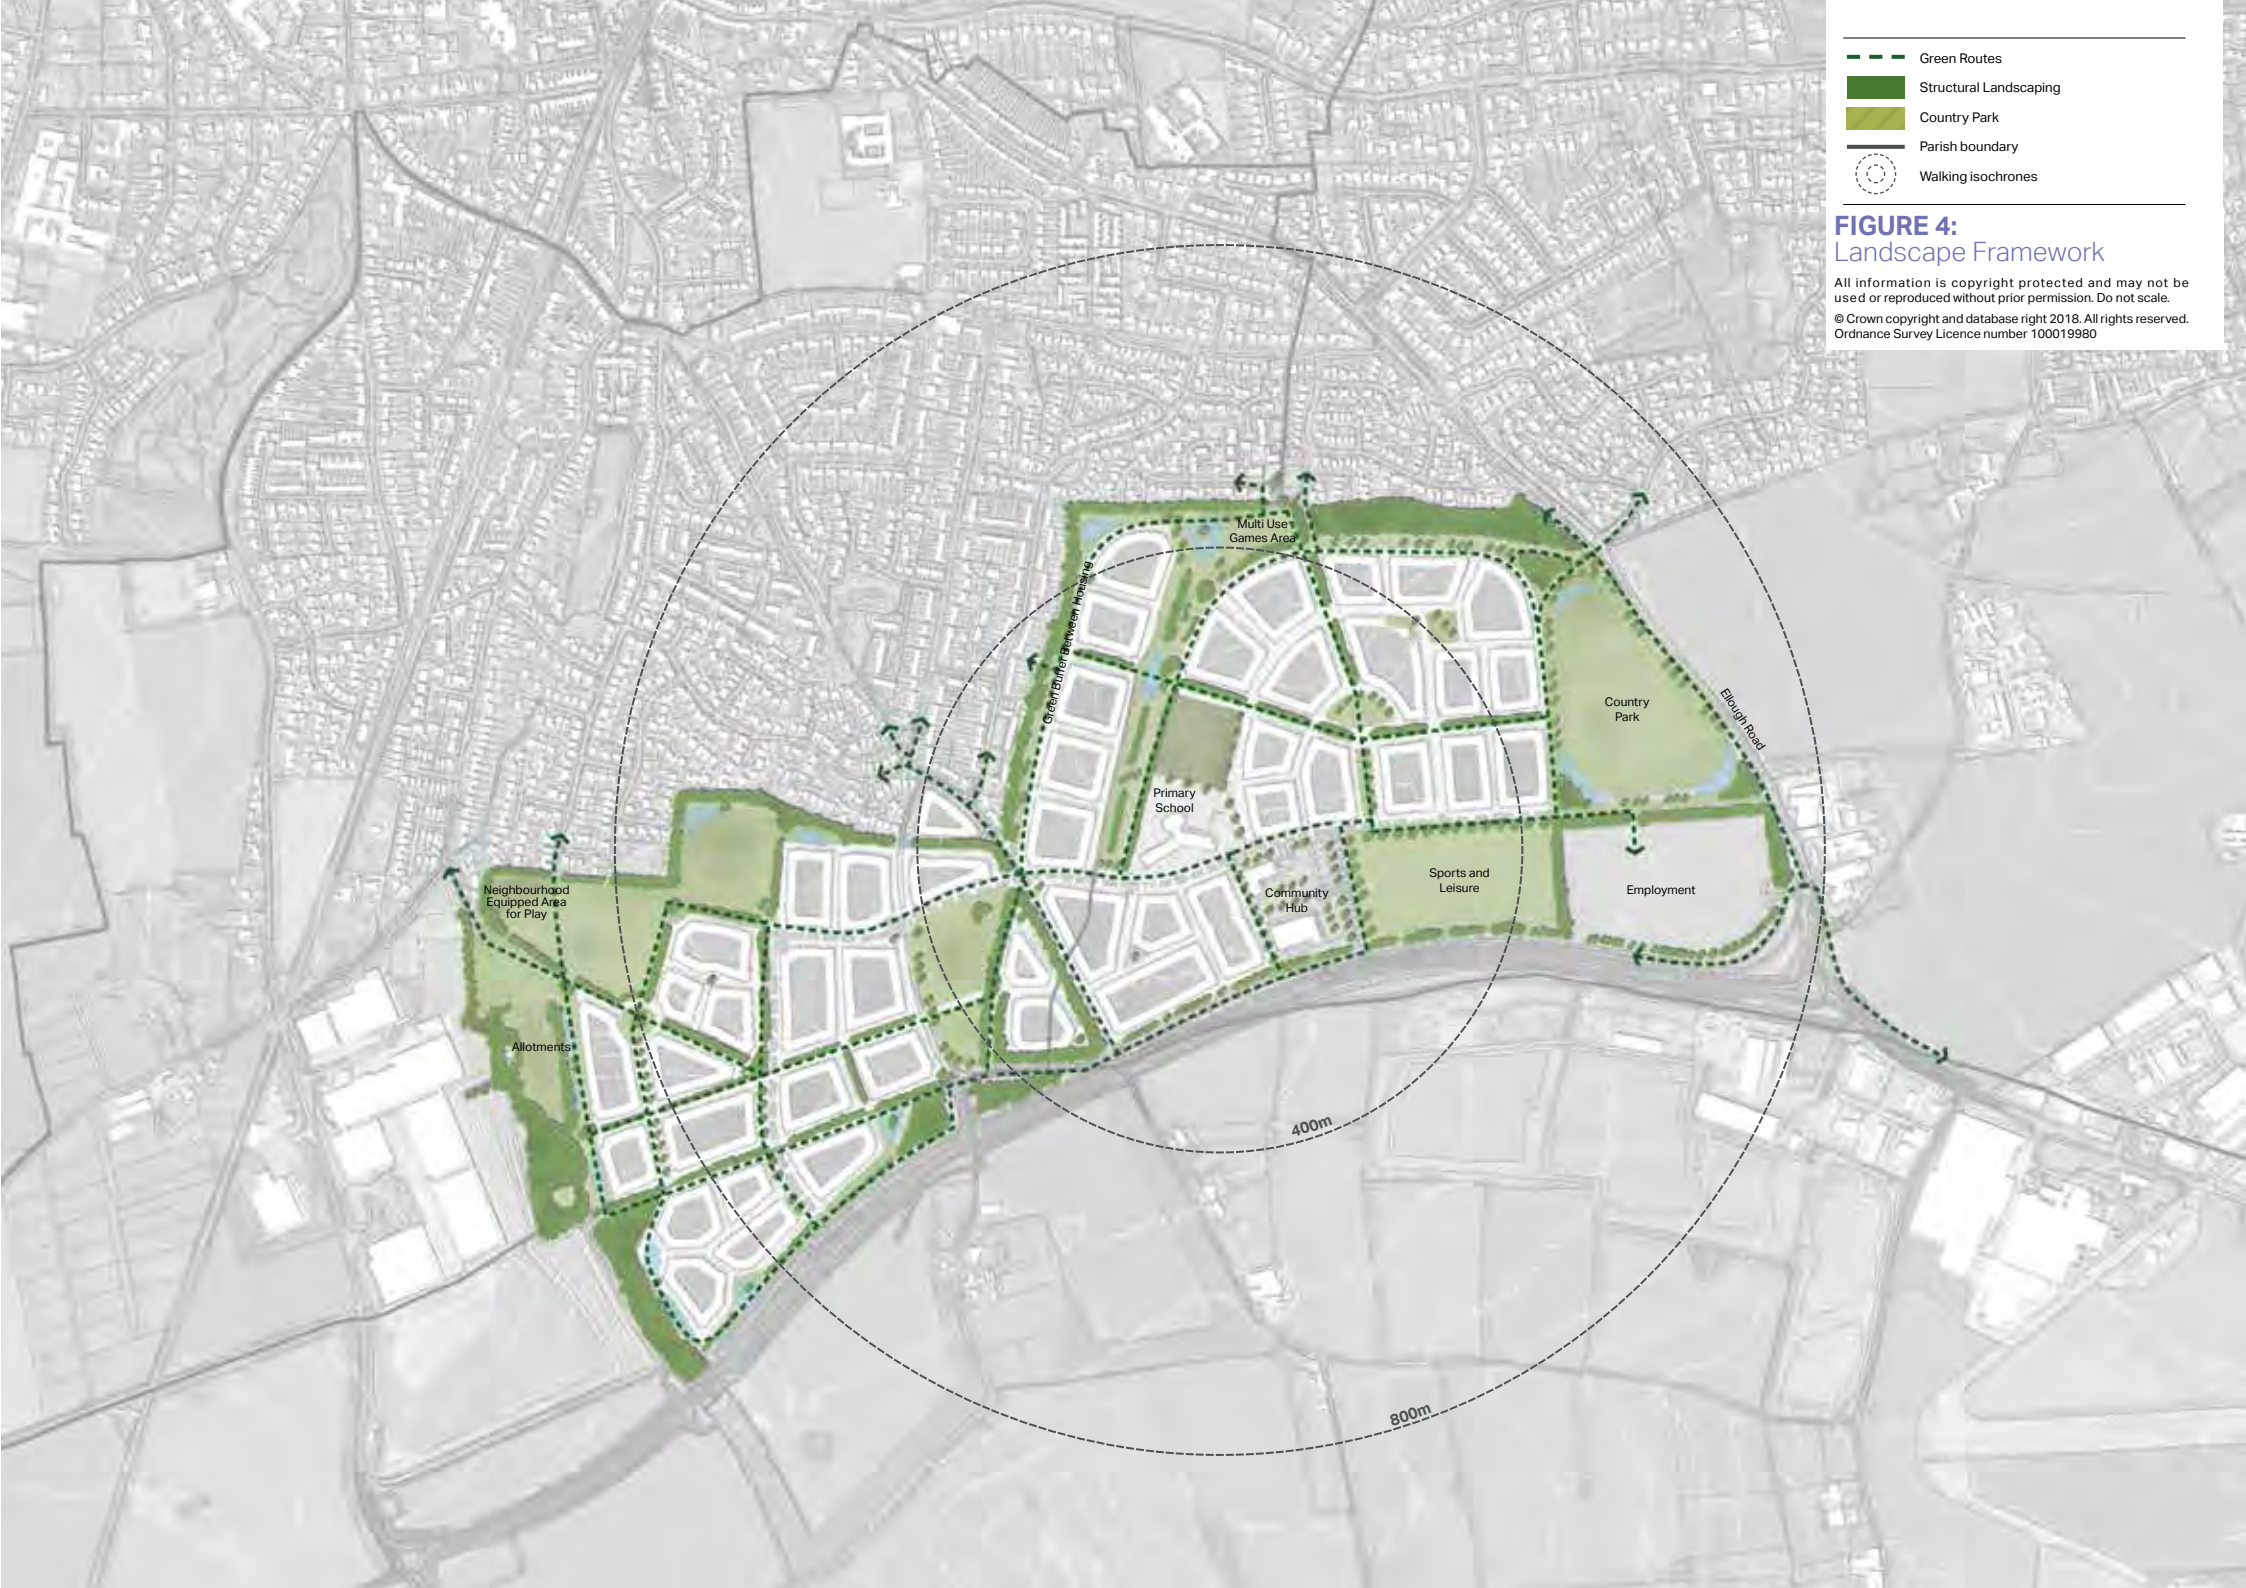 Green Routes
Structural Landscaping
Country Park
Parish boundary
Walking isochrones
FIGURE 4:
Landscape Framework
All information is copyright protected and may not be
used or reproduced without prior permission. Do not scale.
© Crown copyright and database right 2018. All rights reserved.
Ordnance Survey Licence number 100019980
Multi Use
Games Area
Green Buffer Between Housing
Country
Park
Ellough Road
Primary
School
Neighbourhood
Equipped Area
for Play
Community
Hub
Sports and
Leisure
Employment
Allotments
400m
800m